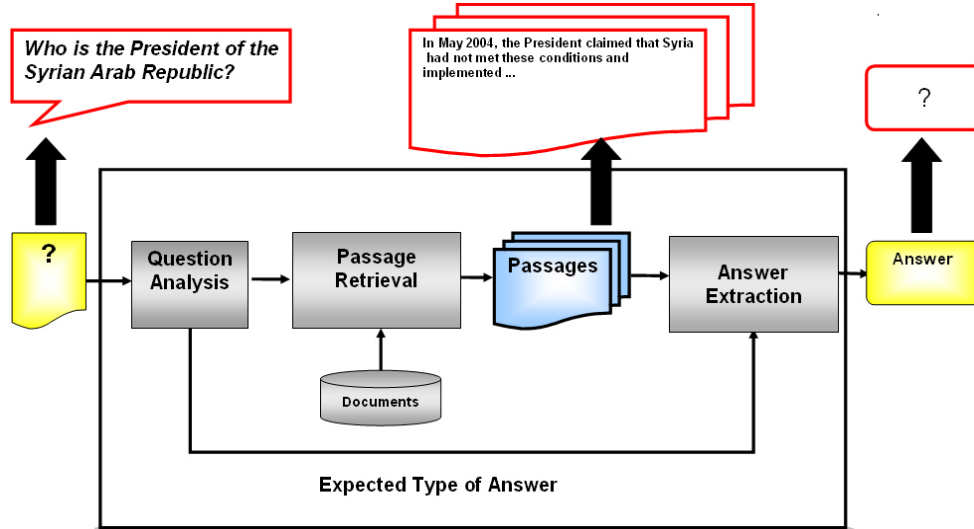 Who is the President of the
Syrian Arab Republic?
In May 2004, the President claimed that Syria
had not met these conditions and
implemented ...
?
?
Question
Analysis
Passage
Retrieval
Passages
Answer
Extraction
Answer
Documents
Expected Type of Answer